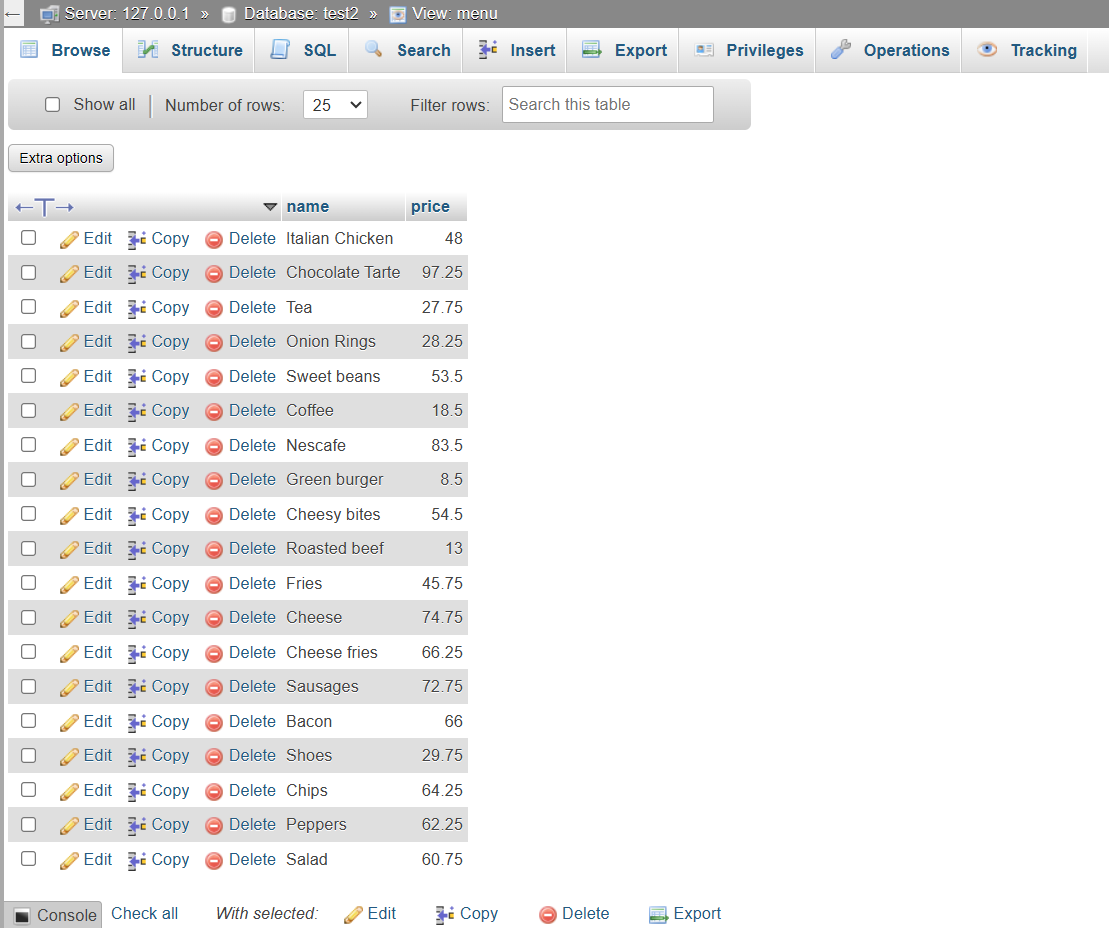 Server: 127.0.0.1 » Database: test2 » View: menu
Browse Structure SQL Search Insert Export Privileges Operations Tracking
Show all Number of rows: 25 Filter rows: Search this table
Extra options
name price
Edit Copy Delete Italian Chicken 48
Edit Copy Delete Chocolate Tarte 97.25
Edit Copy Delete Tea 27.75
Edit Copy Delete Onion Rings 28.25
Edit Copy Delete Sweet beans 53.5
Edit Copy Delete Coffee 18.5
Edit Copy Delete Nescafe 83.5
Edit Copy Delete Green burger 8.5
Edit Copy Delete Cheesy bites 54.5
Edit Copy Delete Roasted beef 13
Edit Copy Delete Fries 45.75
Edit Copy Delete Cheese 74.75
Edit Copy Delete Cheese fries 66.25
Edit Copy Delete Sausages 72.75
Edit Copy Delete Bacon 66
Edit Copy Delete Shoes 29.75
Edit Copy Delete Chips 64.25
Edit Copy Delete Peppers 62.25
Edit Copy Delete Salad 60.75
Console Check all With selected: Edit Copy Delete Export